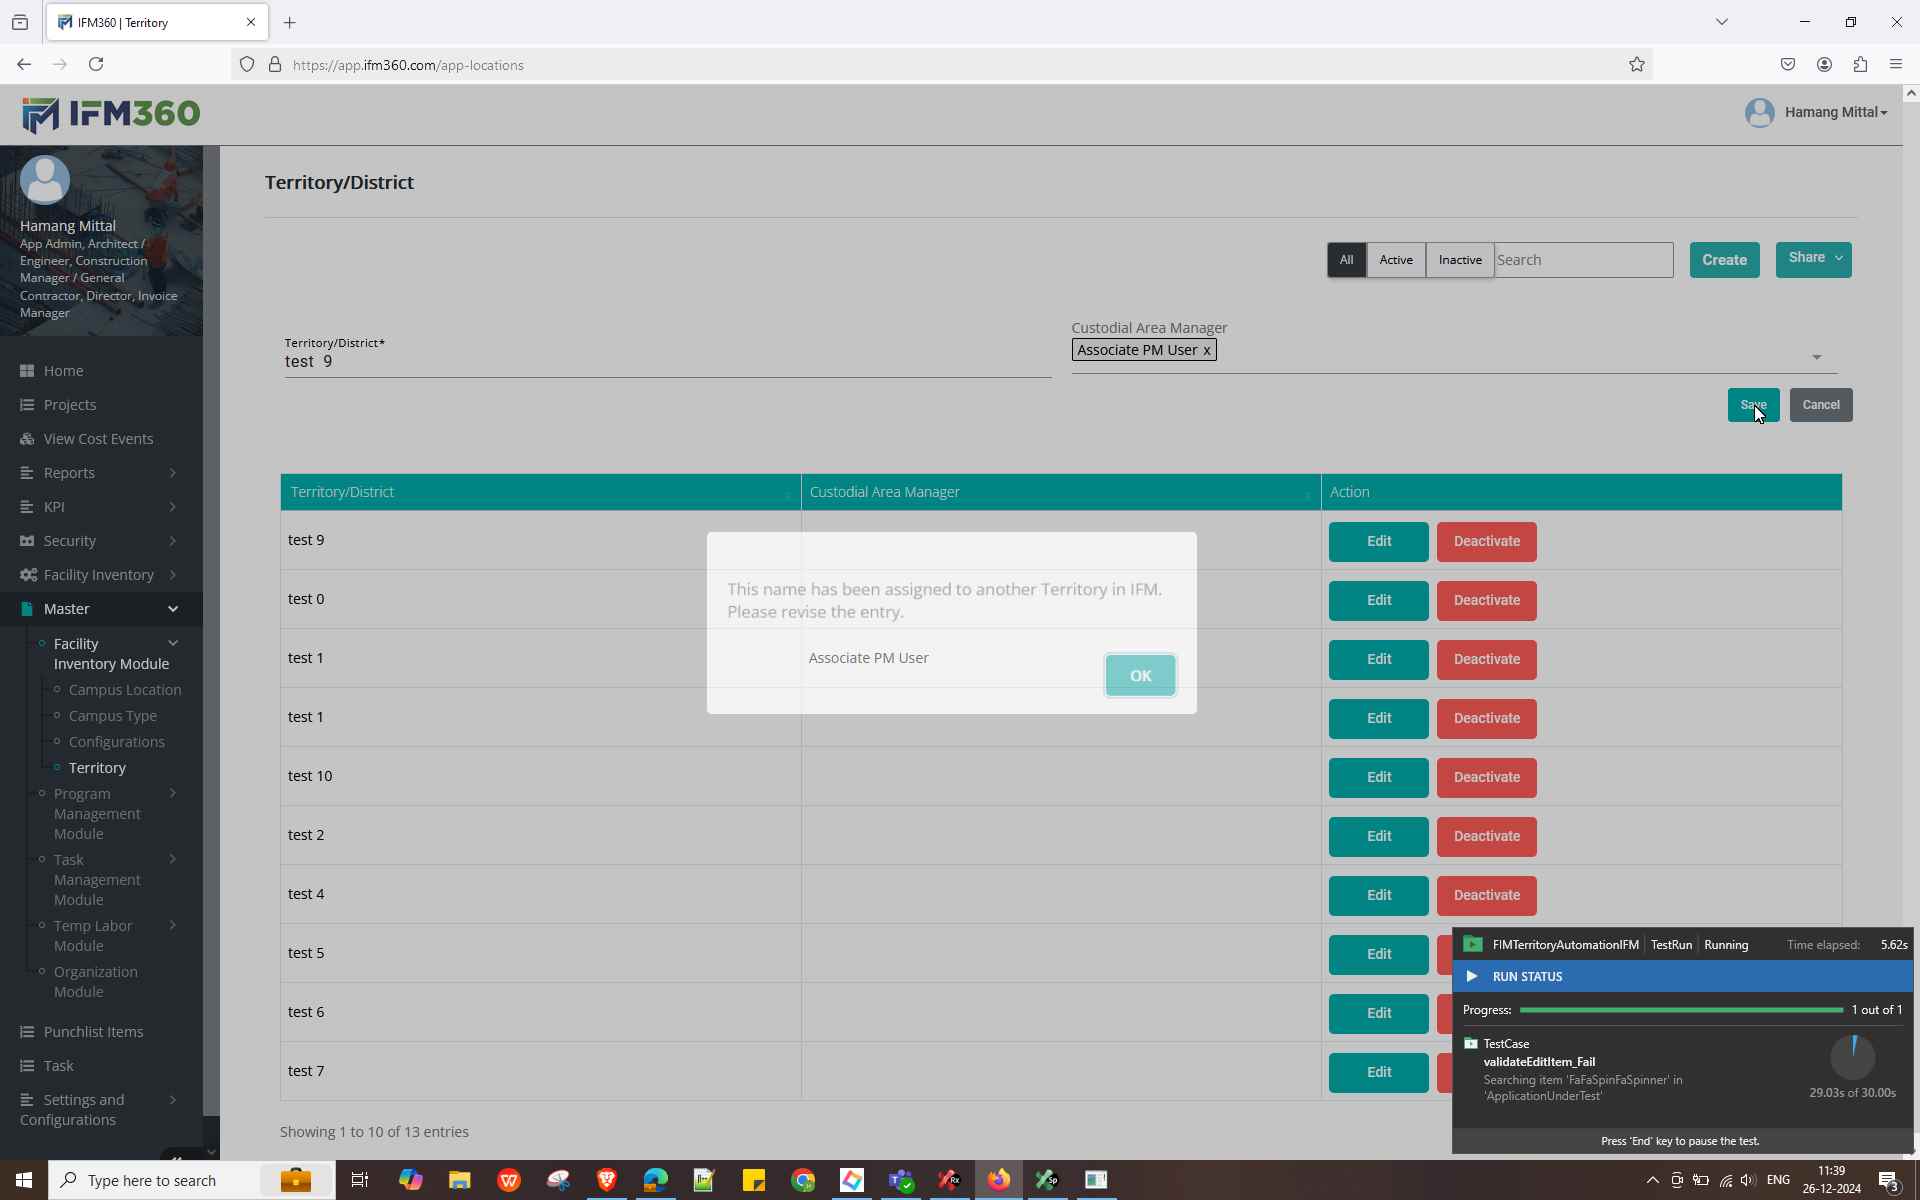 IFM360 | Territory
https://app.ifm360.com/app-locations
IFM360
Hamang Mittal
Hamang Mittal
App Admin, Architect /
Engineer, Construction
Manager / General
Contractor, Director, Invoice
Manager
Home
Projects
View Cost Events
Reports
KPI
Security
Facility Inventory
Master
Facility
Inventory Module
Campus Location
Campus Type
Configurations
Territory
Program
Management
Module
Task
Management
Module
Temp Labor
Module
Organization
Module
Punchlist Items
Task
Settings and
Configurations
Territory/District
All
Active
Inactive
Search
Create
Share
Territory/District*
test  9
Custodial Area Manager
Associate PM User x
Save
Cancel
Territory/District
Custodial Area Manager
Action
test 9
Edit
Deactivate
test 0
Edit
Deactivate
test 1
Associate PM User
Edit
Deactivate
test 1
Edit
Deactivate
test 10
Edit
Deactivate
test 2
Edit
Deactivate
test 4
Edit
Deactivate
test 5
Edit
test 6
Edit
test 7
Edit
Showing 1 to 10 of 13 entries
This name has been assigned to another Territory in IFM.
Please revise the entry.
OK
FIMTerritoryAutomationIFM | TestRun | Running
Time elapsed: 5.62s
RUN STATUS
Progress:
1 out of 1
TestCase
validateEditItem_Fail
Searching item 'FaFaSpinFaSpinner' in
'ApplicationUnderTest'
29.03s of 30.00s
Press 'End' key to pause the test.
Type here to search
ENG
11:39
26-12-2024
3